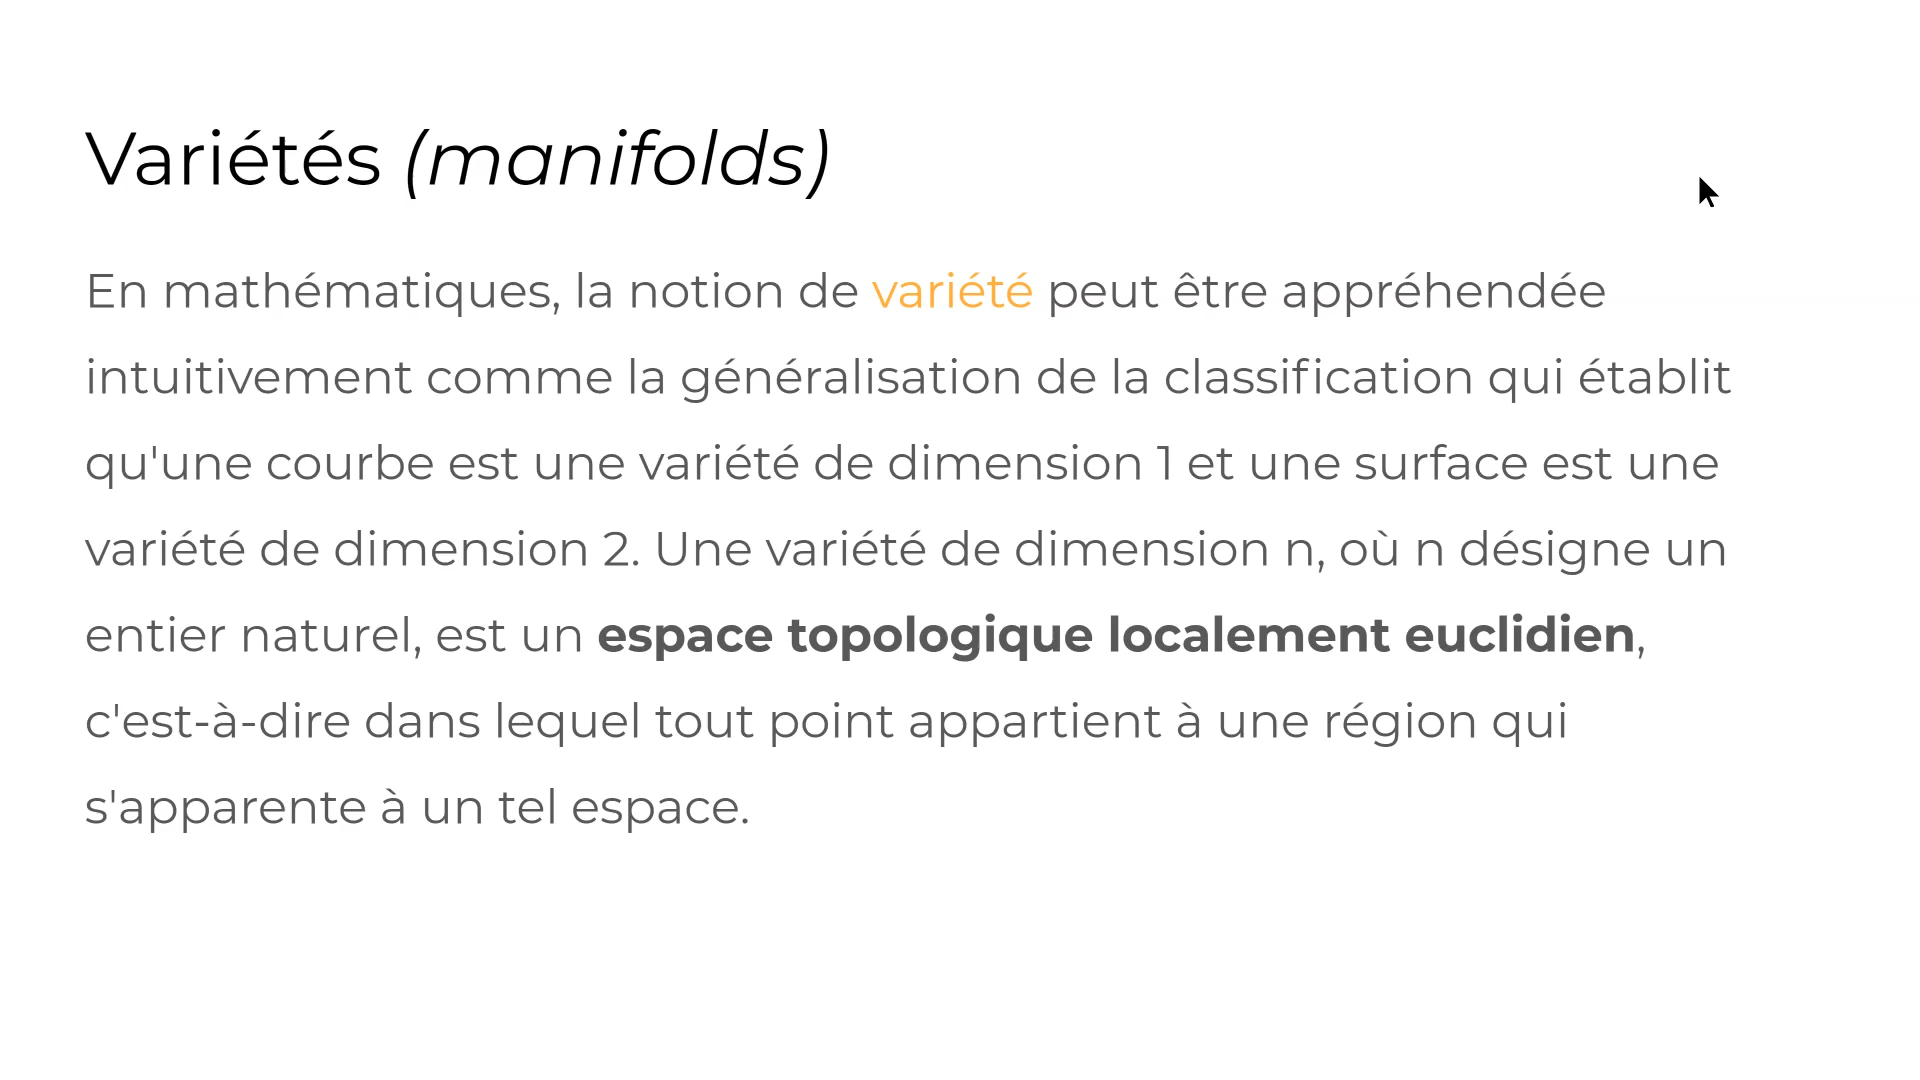 Variétés (manifolds)
En mathématiques, la notion de variété peut être appréhendée
intuitivement comme la généralisation de la classification qui établit
qu'une courbe est une variété de dimension 1 et une surface est une
variété de dimension 2. Une variété de dimension n, où n désigne un
entier naturel, est un espace topologique localement euclidien,
c'est-à-dire dans lequel tout point appartient à une région qui
s'apparente à un tel espace.